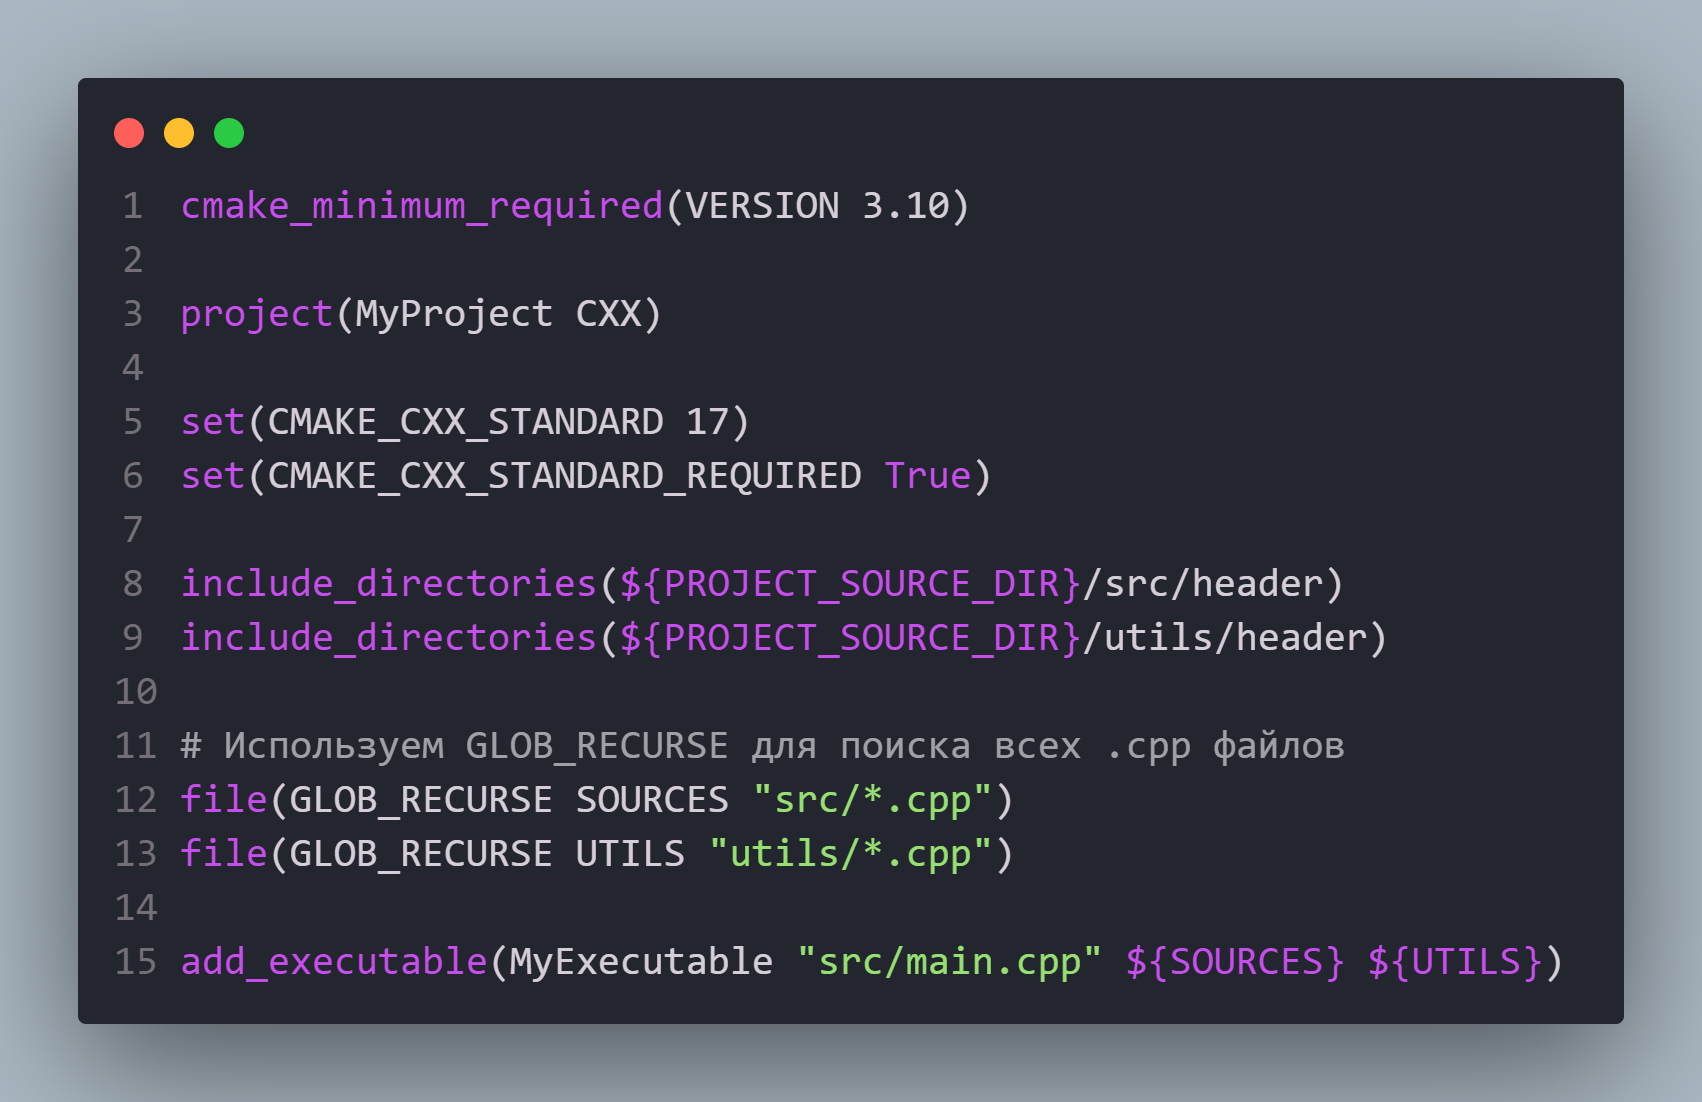 1 cmake_minimum_required(VERSION 3.10)
2
3 project(MyProject CXX)
4
5 set(CMAKE_CXX_STANDARD 17)
6 set(CMAKE_CXX_STANDARD_REQUIRED True)
7
8 include_directories(${PROJECT_SOURCE_DIR}/src/header)
9 include_directories(${PROJECT_SOURCE_DIR}/utils/header)
10
11 # Используем GLOB_RECURSE для поиска всех .cpp файлов
12 file(GLOB_RECURSE SOURCES "src/*.cpp")
13 file(GLOB_RECURSE UTILS "utils/*.cpp")
14
15 add_executable(MyExecutable "src/main.cpp" ${SOURCES} ${UTILS})